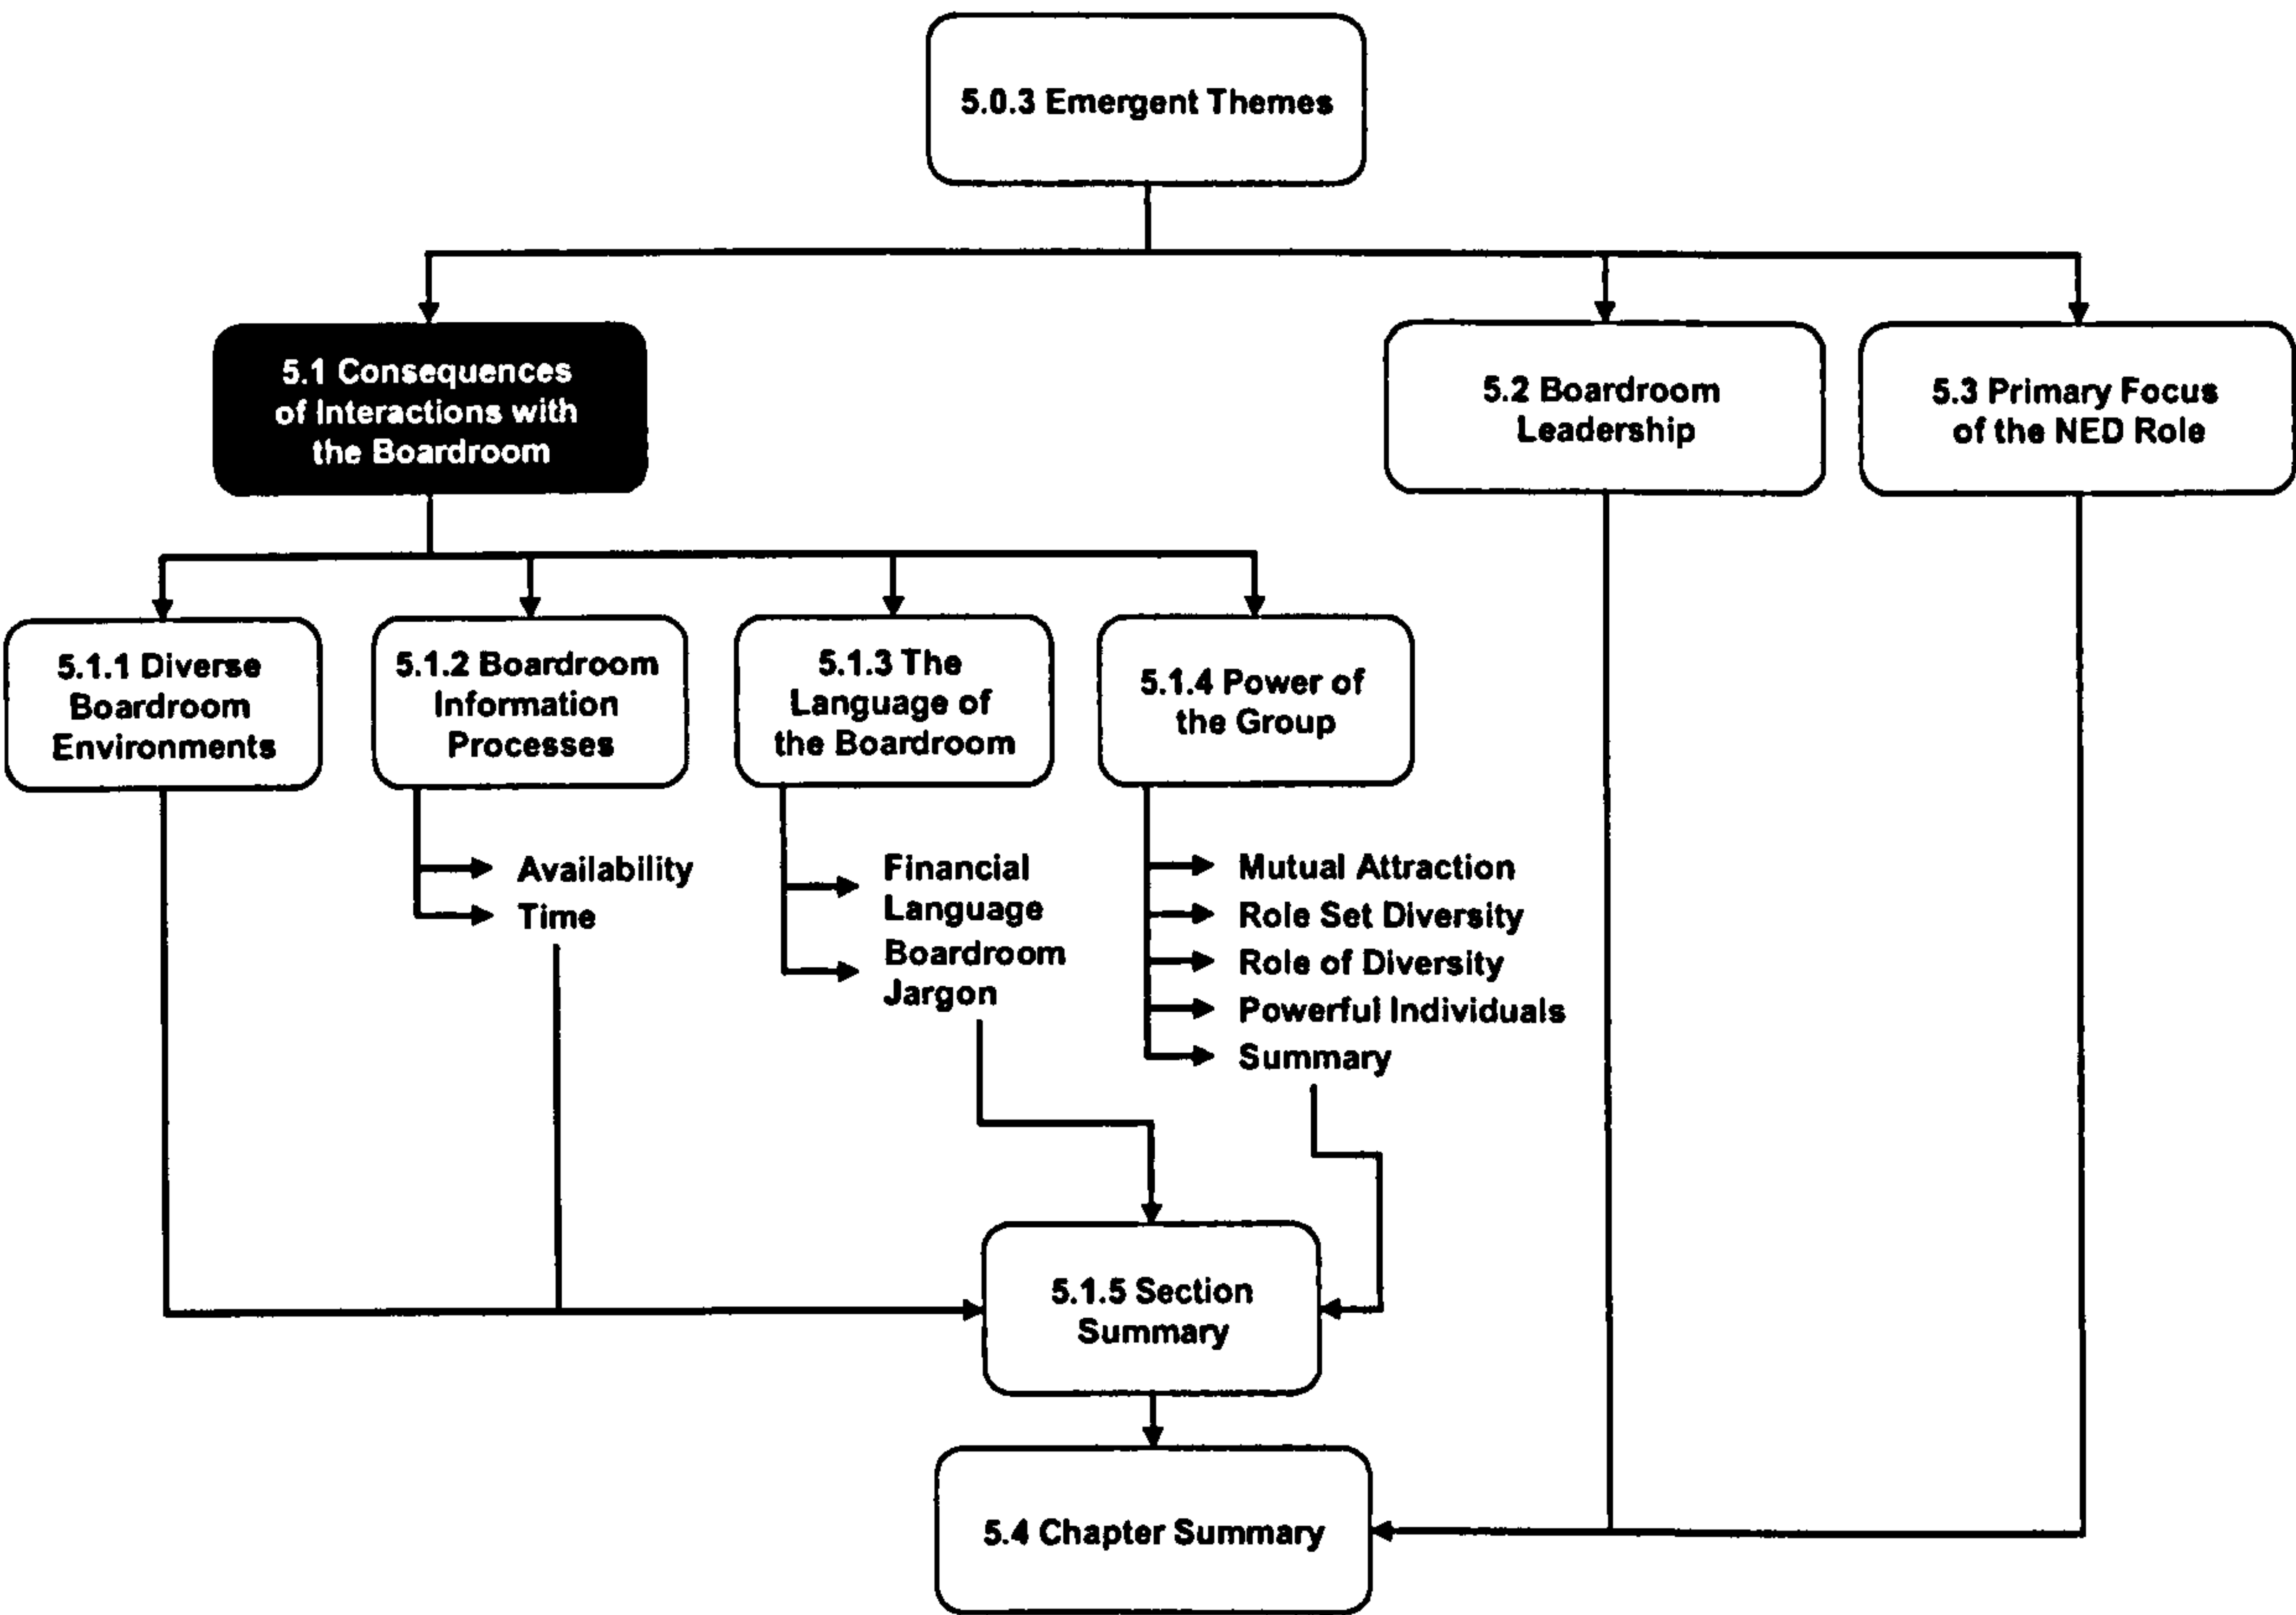 5.0.3 Emergent Themes
5.1 Consequences
of Interactions with
the Boardroom
5.2 Boardroom
Leadership
5.3 Primary Focus
of the NED Role
5.1.1 Diverse
Boardroom
Environments
5.1.2 Boardroom
Information
Processes
5.1.3 The
Language of
the Boardroom
5.1.4 Power of
the Group
Availability
Time
Financial
Language
Boardroom
Jargon
Mutual Attraction
Role Set Diversity
Role of Diversity
Powerful Individuals
Summary
5.1.5 Section
Summary
5.4 Chapter Summary